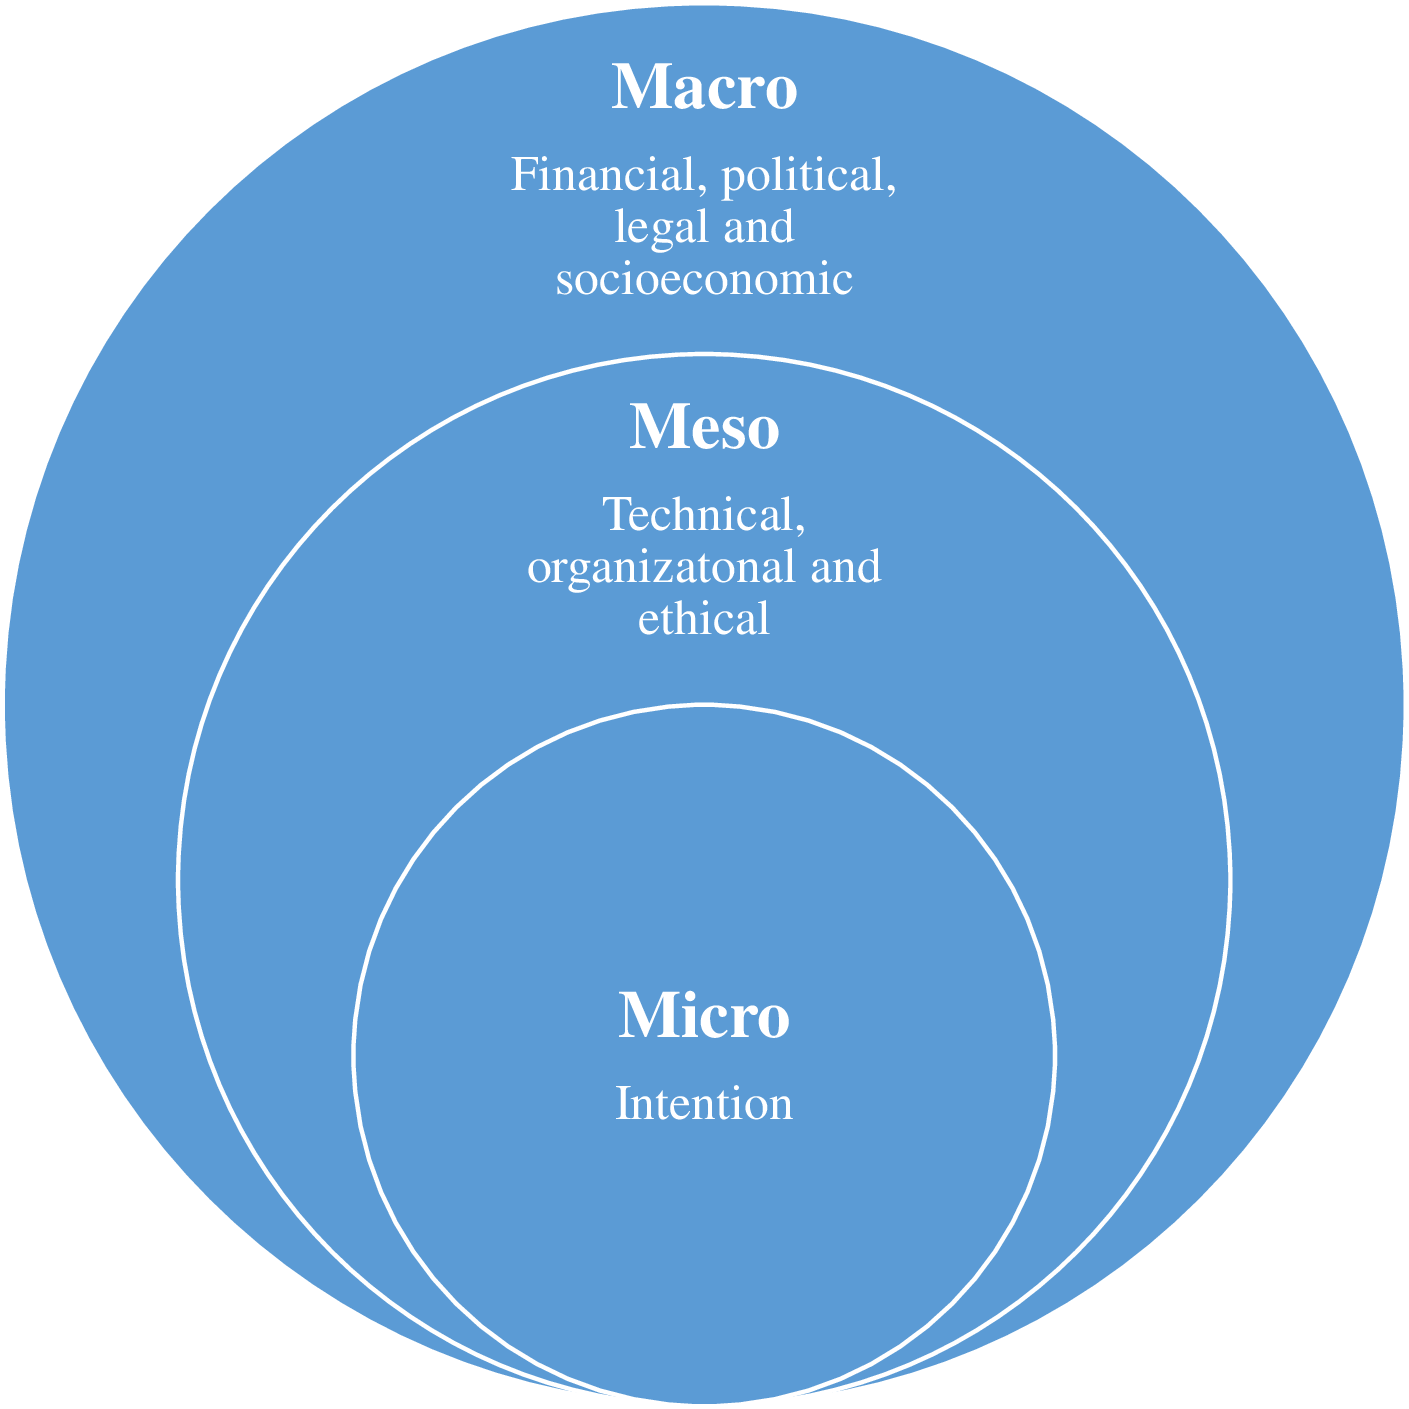 Macro
Financial, political,
legal and
socioeconomic
Meso
Technical,
organizatonal and
ethical
Micro
Intention